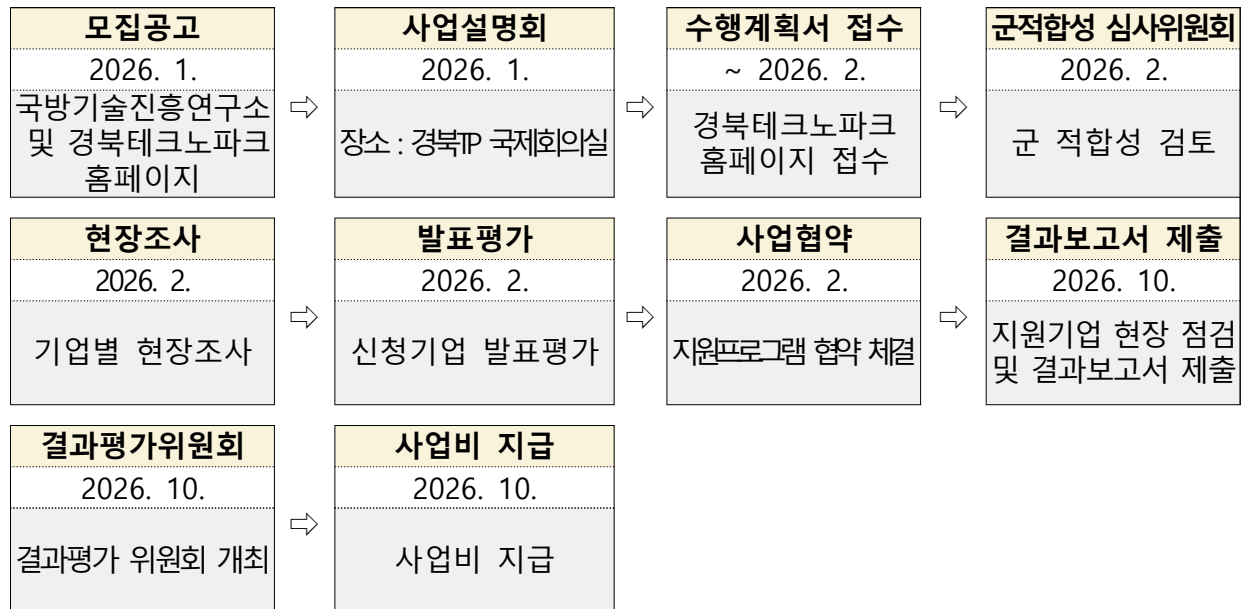 모집공고
2026. 1.
국방기술진흥연구소
및 경북테크노파크
홈페이지
⇨
사업설명회
2026. 1.
장소 : 경북TP 국제회의실
⇨
수행계획서 접수
~ 2026. 2.
경북테크노파크
홈페이지 접수
⇨
군적합성 심사위원회
2026. 2.
군 적합성 검토
현장조사
2026. 2.
기업별 현장조사
⇨
발표평가
2026. 2.
신청기업 발표평가
⇨
사업협약
2026. 2.
지원프로그램 협약 체결
⇨
결과보고서 제출
2026. 10.
지원기업 현장 점검
및 결과보고서 제출
결과평가위원회
2026. 10.
결과평가 위원회 개최
⇨
사업비 지급
2026. 10.
사업비 지급